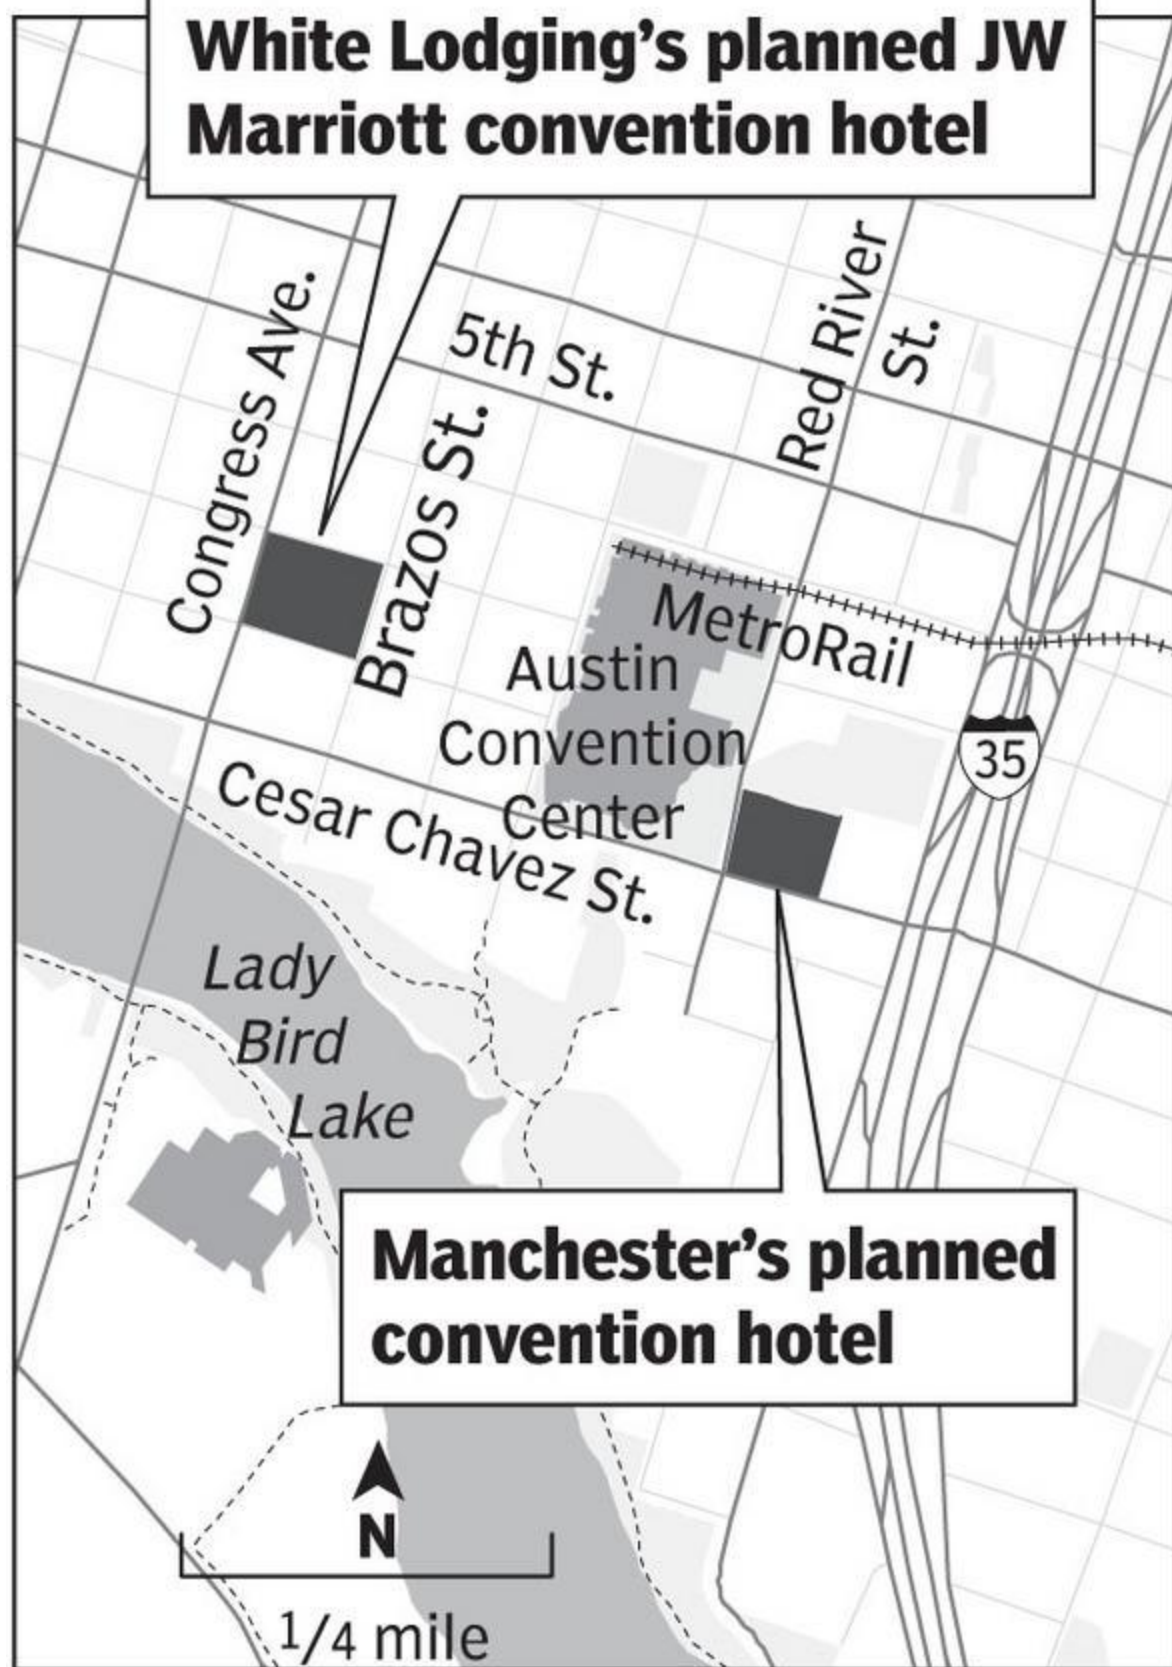 White Lodging's planned JW
Marriott convention hotel
Congress Ave.
5th St.
Red River
St.
Brazos St.
MetroRail
Austin
Convention
Center
35
Cesar Chavez St.
Lady
Bird
Lake
Manchester's planned
convention hotel
N
1/4 mile